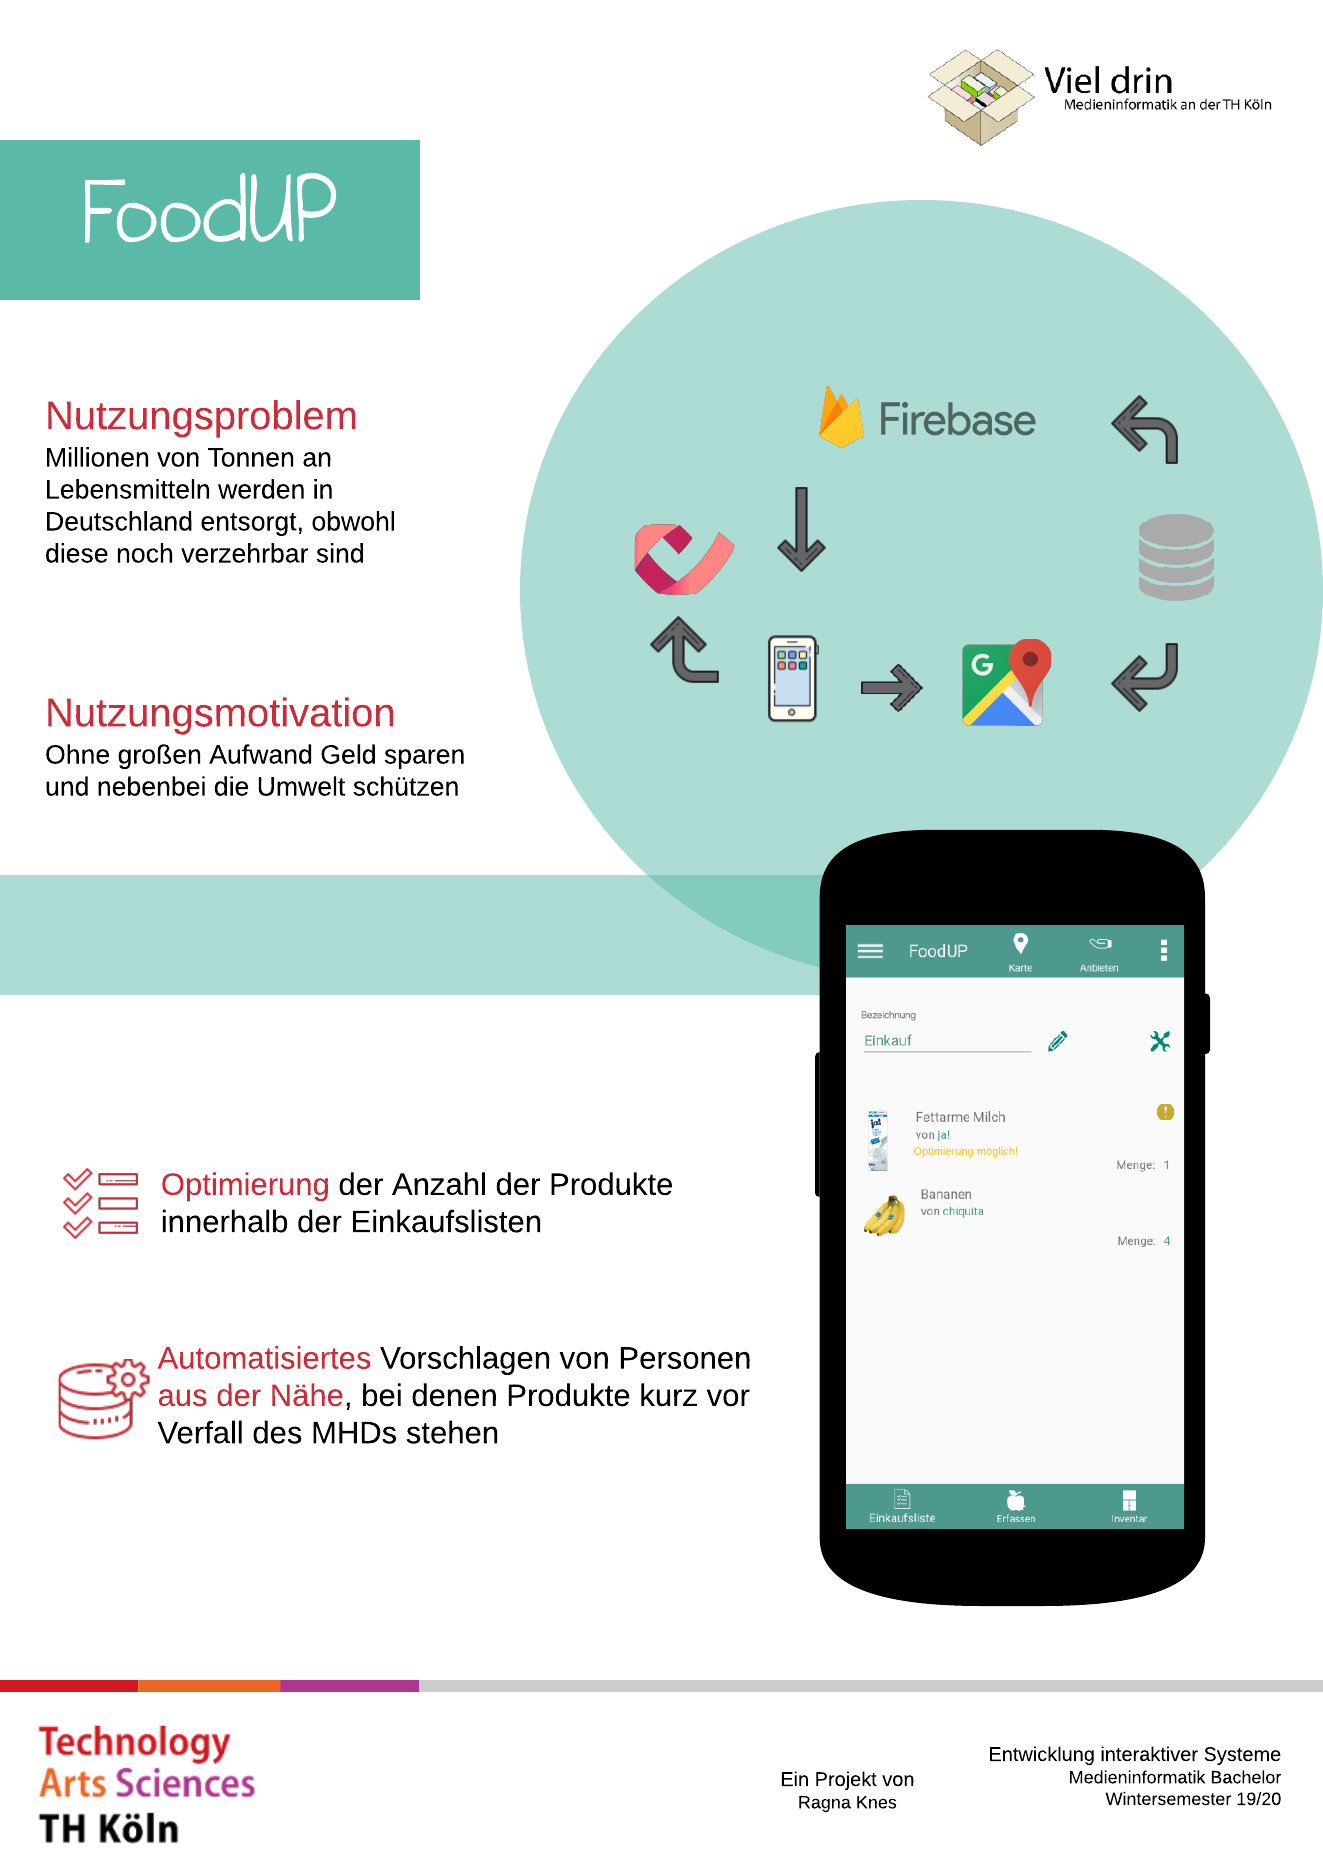 Viel drin
Medieninformatik an der TH Köln
FoodUP
Nutzungsproblem
Millionen von Tonnen an
Lebensmitteln werden in
Deutschland entsorgt, obwohl
diese noch verzehrbar sind
Firebase
G
Nutzungsmotivation
Ohne großen Aufwand Geld sparen
und nebenbei die Umwelt schützen
FoodUP
Karte
Anbieten
Bezeichnung
Einkauf
ja!
Fettarme Milch
von ja!
Optimierung möglich!
Menge: 1
Bananen
von chiquita
Menge: 4
Einkaufsliste
Erfassen
Inventar
Optimierung der Anzahl der Produkte
innerhalb der Einkaufslisten
Automatisiertes Vorschlagen von Personen
aus der Nähe, bei denen Produkte kurz vor
Verfall des MHDs stehen
Technology
Arts Sciences
TH Köln
Ein Projekt von
Ragna Knes
Entwicklung interaktiver Systeme
Medieninformatik Bachelor
Wintersemester 19/20